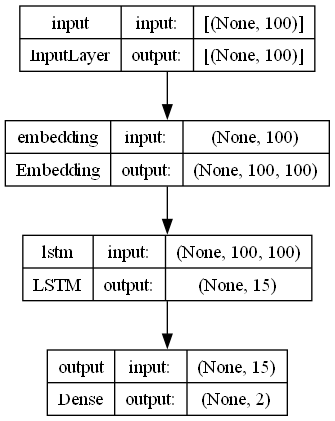 input input: [(None, 100)]
InputLayer output: [(None, 100)]
embedding input: (None, 100)
Embedding output: (None, 100, 100)
lstm input: (None, 100, 100)
LSTM output: (None, 15)
output input: (None, 15)
Dense output: (None, 2)